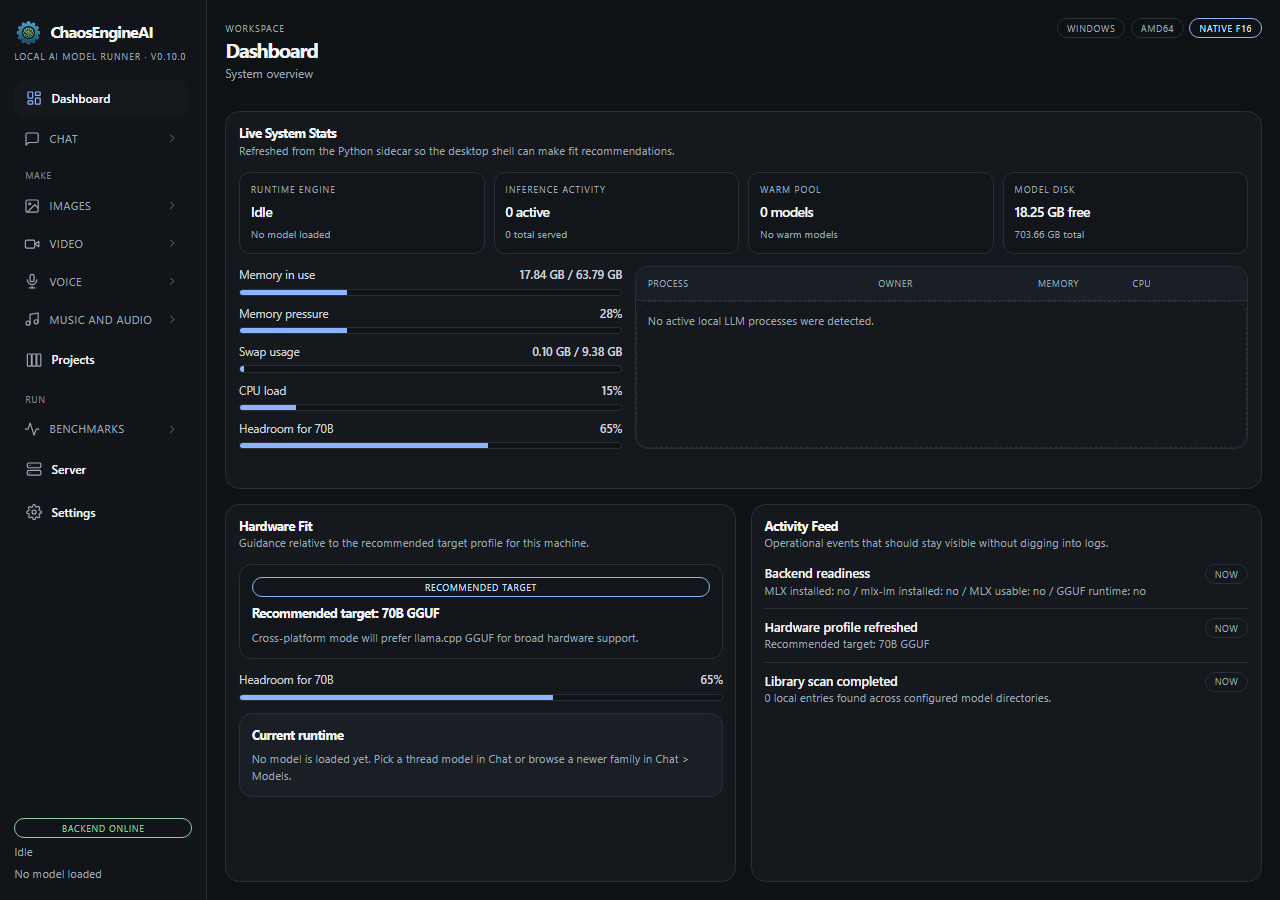 ChaosEngineAI
LOCAL AI MODEL RUNNER · V0.10.0
Dashboard
CHAT
MAKE
IMAGES
VIDEO
VOICE
MUSIC AND AUDIO
Projects
RUN
BENCHMARKS
Server
Settings
BACKEND ONLINE
Idle
No model loaded
WORKSPACE
Dashboard
System overview
WINDOWS
AMD64
NATIVE F16
Live System Stats
Refreshed from the Python sidecar so the desktop shell can make fit recommendations.
RUNTIME ENGINE
Idle
No model loaded
INFERENCE ACTIVITY
0 active
0 total served
WARM POOL
0 models
No warm models
MODEL DISK
18.25 GB free
703.66 GB total
Memory in use 17.84 GB / 63.79 GB
Memory pressure 28%
Swap usage 0.10 GB / 9.38 GB
CPU load 15%
Headroom for 70B 65%
PROCESS OWNER MEMORY CPU
No active local LLM processes were detected.
Hardware Fit
Guidance relative to the recommended target profile for this machine.
RECOMMENDED TARGET
Recommended target: 70B GGUF
Cross-platform mode will prefer llama.cpp GGUF for broad hardware support.
Headroom for 70B 65%
Current runtime
No model is loaded yet. Pick a thread model in Chat or browse a newer family in Chat >
Models.
Activity Feed
Operational events that should stay visible without digging into logs.
Backend readiness NOW
MLX installed: no / mlx-lm installed: no / MLX usable: no / GGUF runtime: no
Hardware profile refreshed NOW
Recommended target: 70B GGUF
Library scan completed NOW
0 local entries found across configured model directories.